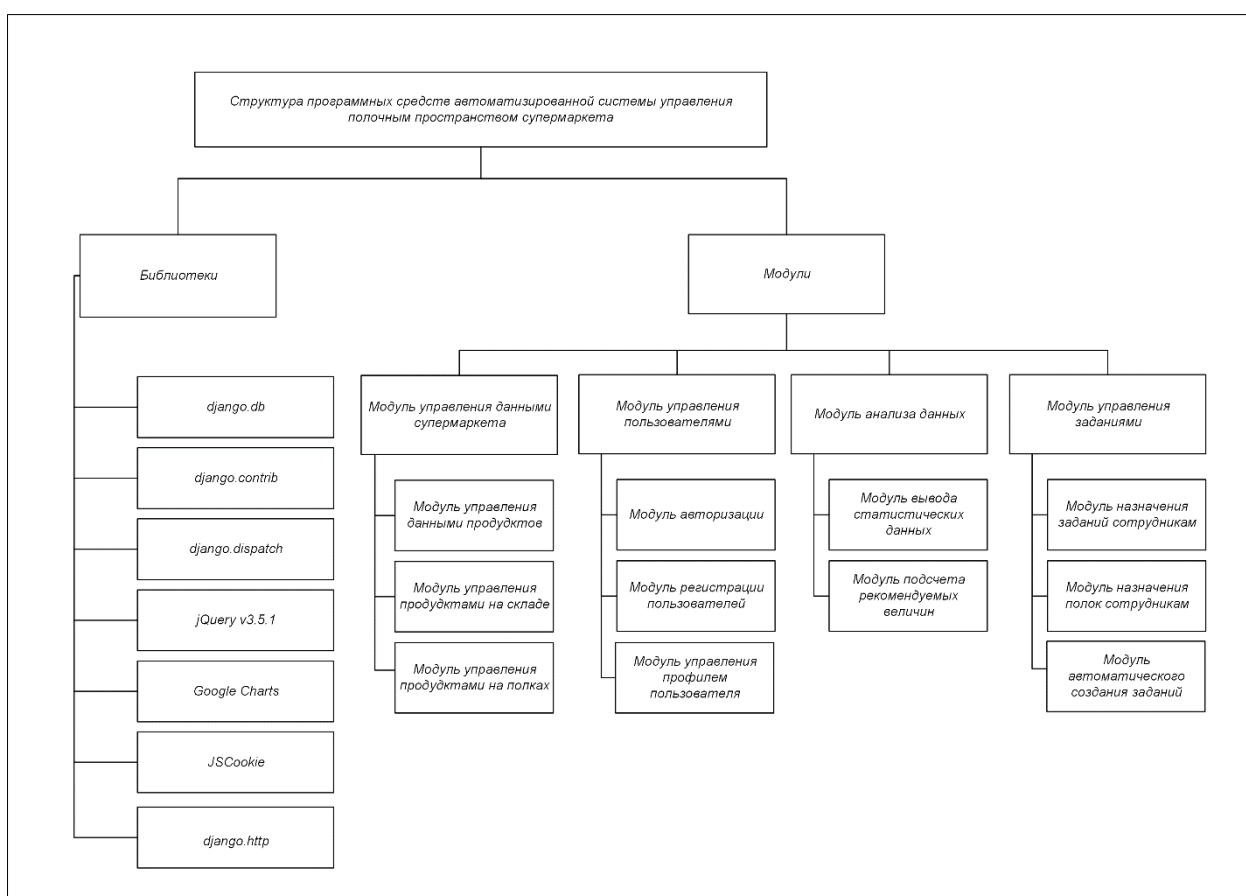 Структура программных средств автоматизированной системы управления
полочным пространством супермаркета
Библиотеки
Модули
django.db
django.contrib
django.dispatch
jQuery v3.5.1
Google Charts
JSCookie
django.http
Модуль управления данными
супермаркета
Модуль управления
данными продудктов
Модуль управления
продудктами на складе
Модуль управления
продудктами на полках
Модуль управления
пользователями
Модуль авторизации
Модуль регистрации
пользователей
Модуль управления
профилем
пользователя
Модуль анализа данных
Модуль вывода
статистических
данных
Модуль подсчета
рекомендуемых
величин
Модуль управления
заданиями
Модуль назначения
заданий сотрудникам
Модуль назначения
полок сотрудникам
Модуль
автоматического
создания заданий